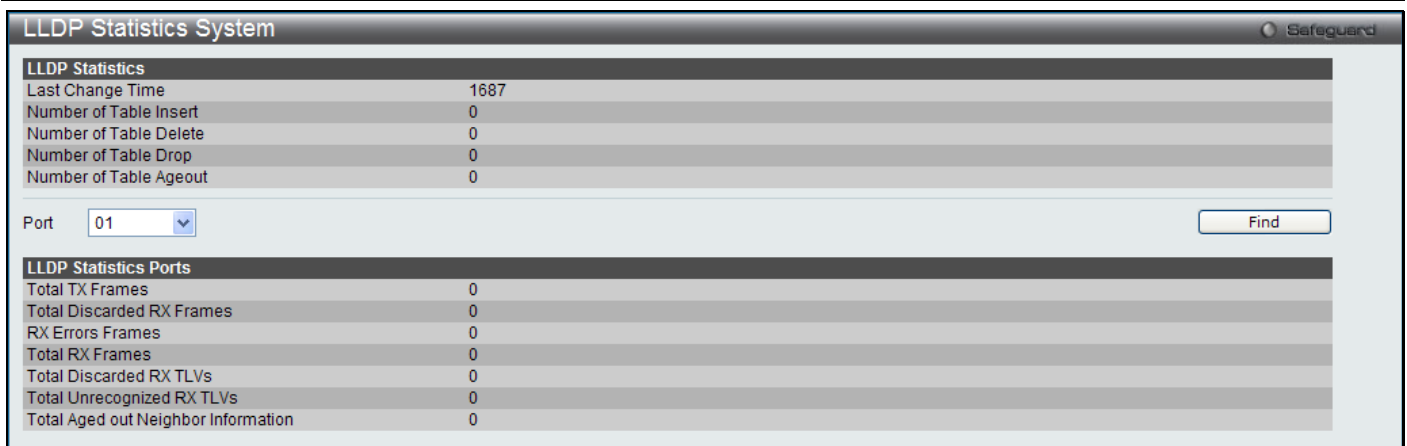 LLDP Statistics System
Safeguard
LLDP Statistics
Last Change Time 1687
Number of Table Insert 0
Number of Table Delete 0
Number of Table Drop 0
Number of Table Ageout 0
Port 01 Find
LLDP Statistics Ports
Total TX Frames 0
Total Discarded RX Frames 0
RX Errors Frames 0
Total RX Frames 0
Total Discarded RX TLVs 0
Total Unrecognized RX TLVs 0
Total Aged out Neighbor Information 0